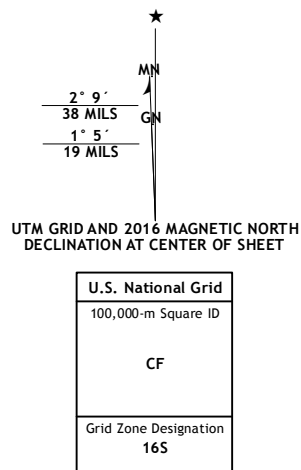 MN
2° 9´
38 MILS
GN
1° 5´
19 MILS
UTM GRID AND 2016 MAGNETIC NORTH
DECLINATION AT CENTER OF SHEET
U.S. National Grid
100,000-m Square ID
CF
Grid Zone Designation
16S